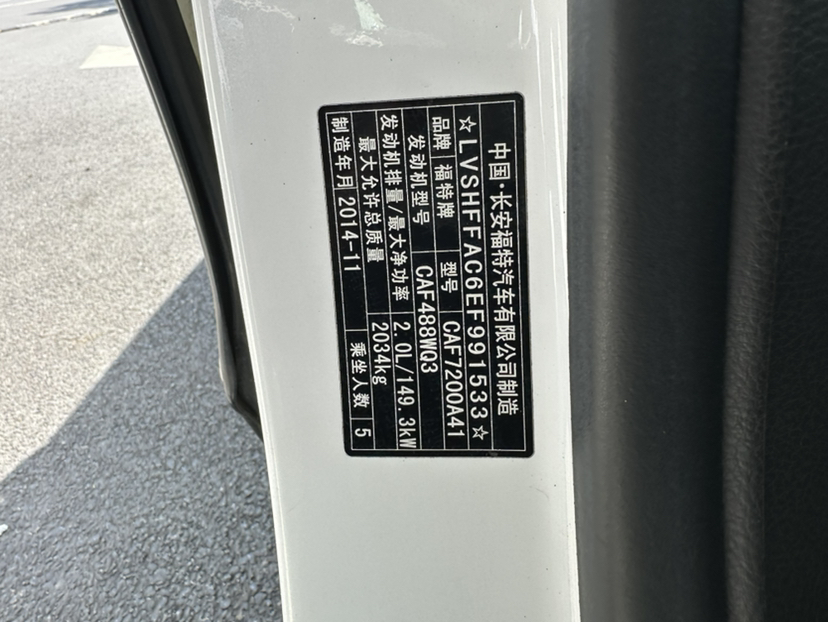 中国·长安福特汽车有限公司制造
☆LVSHFFAC6EF991533☆
品牌 福特牌 型号 CAF7200A41
发动机型号 CAF488WQ3
发动机排量/最大净功率 2.0L/149.3kW
最大允许总质量 2034kg
制造年月 2014-11 乘坐人数 5